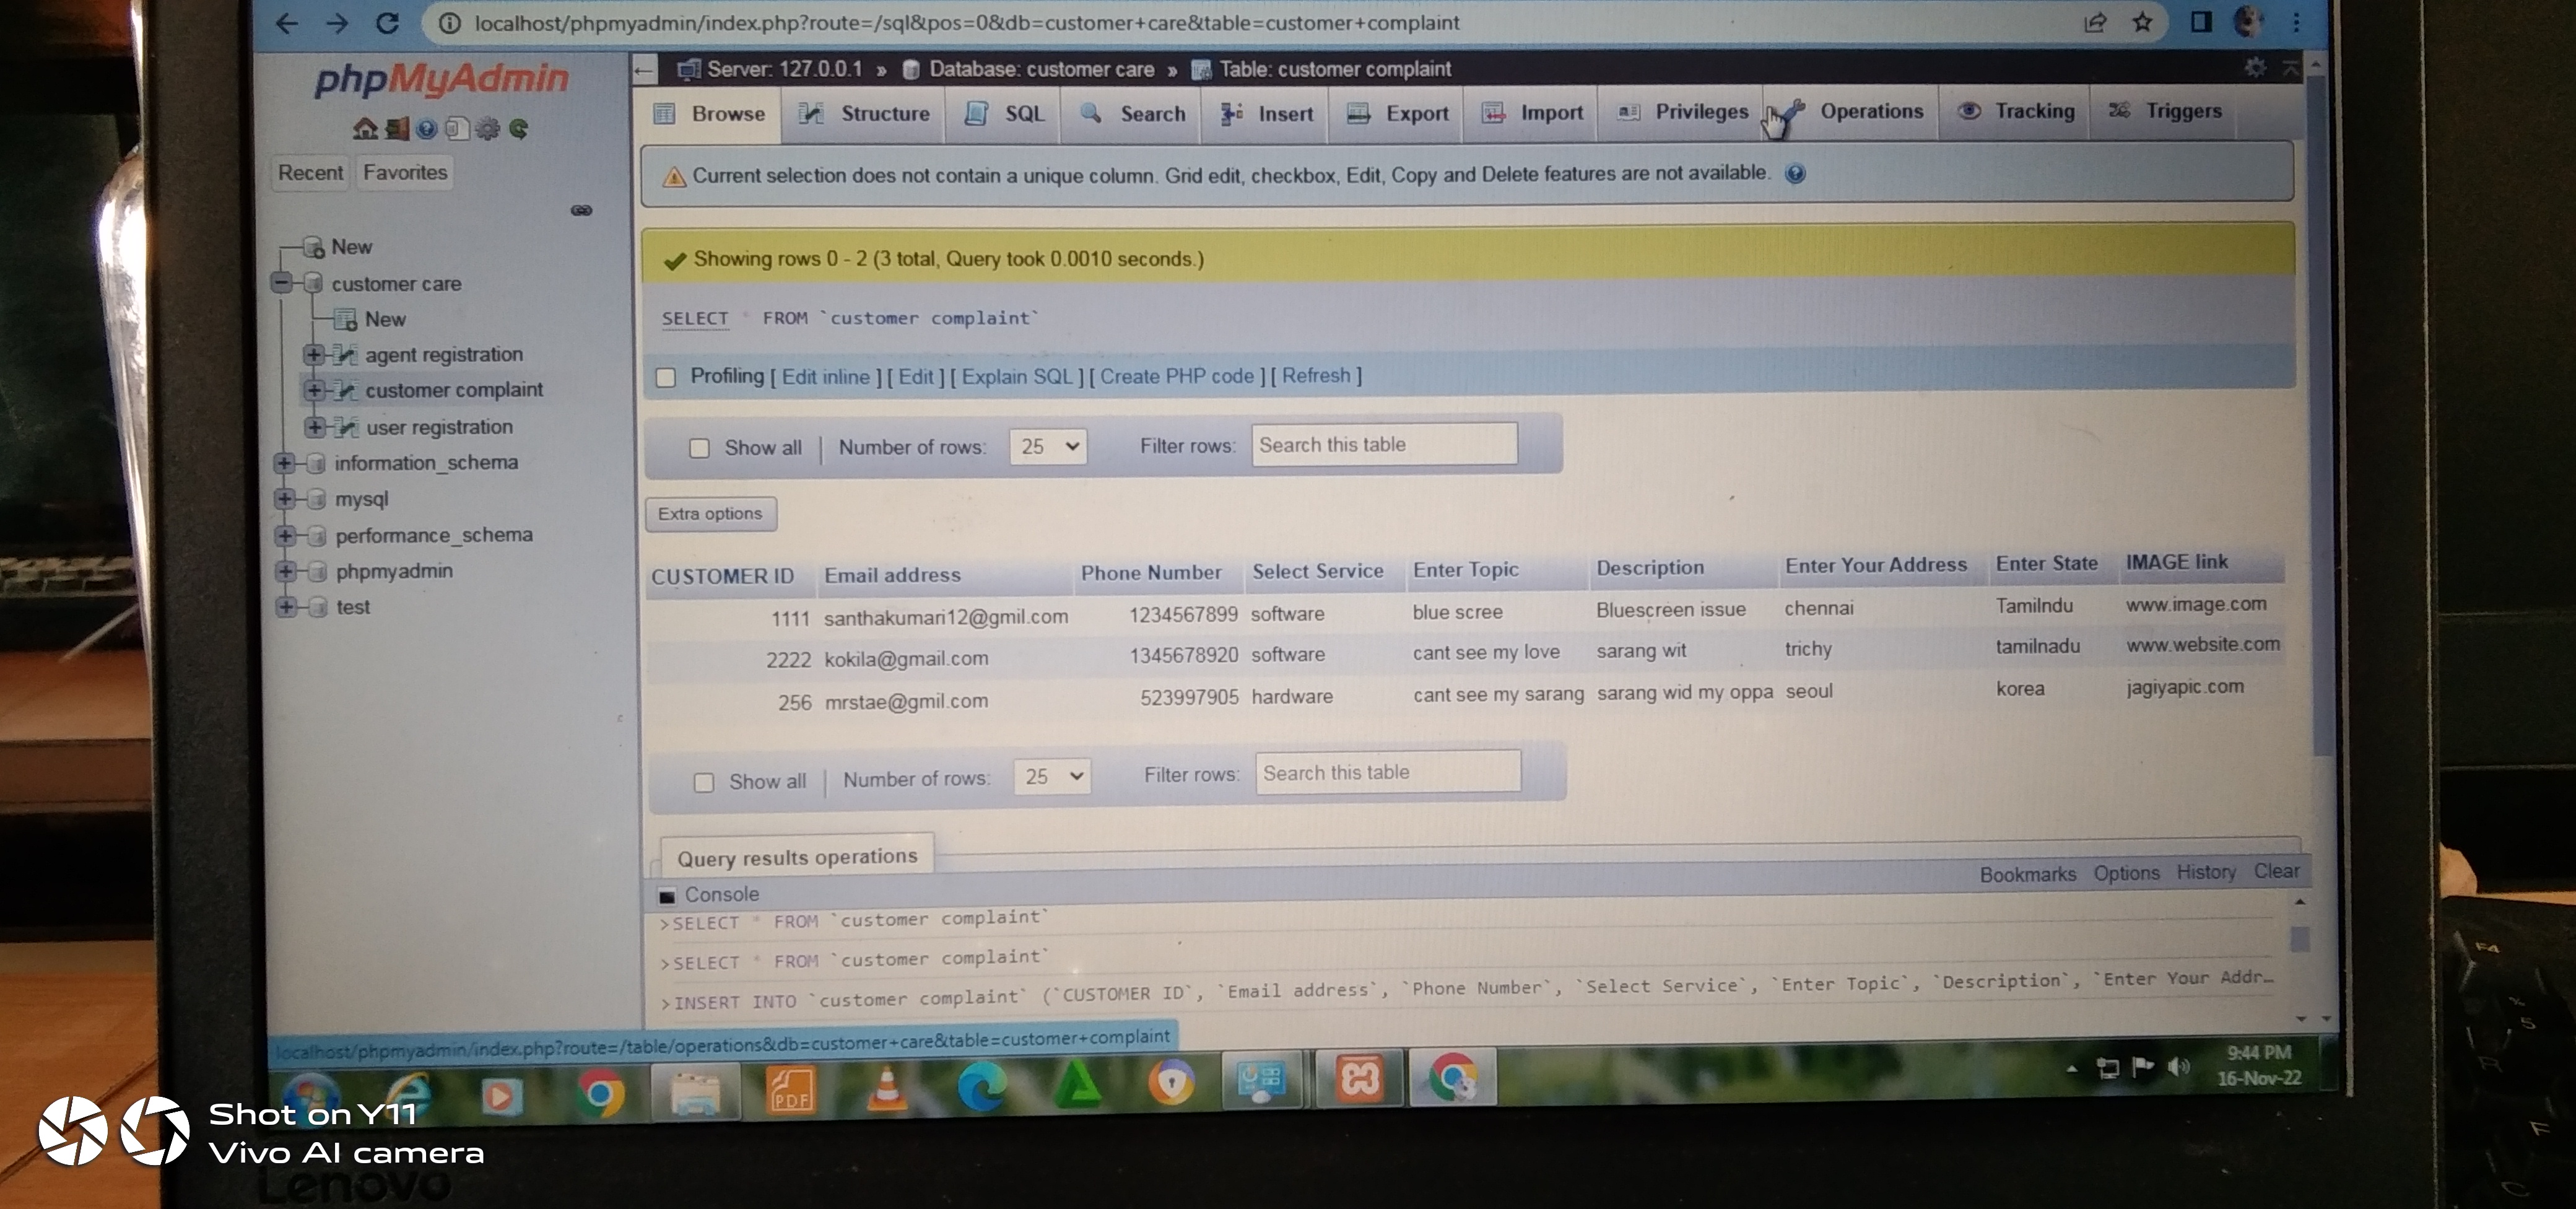 localhost/phpmyadmin/index.php?route=/sql&pos=0&db=customer+care&table=customer+complaint
phpMyAdmin
Recent Favorites
New
customer care
New
agent registration
customer complaint
user registration
information_schema
mysql
performance_schema
phpmyadmin
test
Server: 127.0.0.1 » Database: customer care » Table: customer complaint
Browse Structure SQL Search Insert Export Import Privileges Operations Tracking Triggers
Current selection does not contain a unique column. Grid edit, checkbox, Edit, Copy and Delete features are not available.
Showing rows 0 - 2 (3 total, Query took 0.0010 seconds.)
SELECT * FROM `customer complaint`
Profiling [ Edit inline ] [ Edit ] [ Explain SQL ] [ Create PHP code ] [ Refresh ]
Show all Number of rows: 25 Filter rows: Search this table
Extra options
CUSTOMER ID Email address Phone Number Select Service Enter Topic Description Enter Your Address Enter State IMAGE link
1111 santhakumari12@gmil.com 1234567899 software blue scree Bluescreen issue chennai Tamilndu www.image.com
2222 kokila@gmail.com 1345678920 software cant see my love sarang wit trichy tamilnadu www.website.com
256 mrstae@gmil.com 523997905 hardware cant see my sarang sarang wid my oppa seoul korea jagiyapic.com
Show all Number of rows: 25 Filter rows: Search this table
Query results operations
Bookmarks Options History Clear
Console
>SELECT * FROM `customer complaint`
>SELECT * FROM `customer complaint`
>INSERT INTO `customer complaint` (`CUSTOMER ID`, `Email address`, `Phone Number`, `Select Service`, `Enter Topic`, `Description`, `Enter Your Addr…
localhost/phpmyadmin/index.php?route=/table/operations&db=customer+care&table=customer+complaint
PDF
9:44 PM
16-Nov-22
Shot on Y11
Vivo AI camera
Lenovo
F4
5
R
F
C